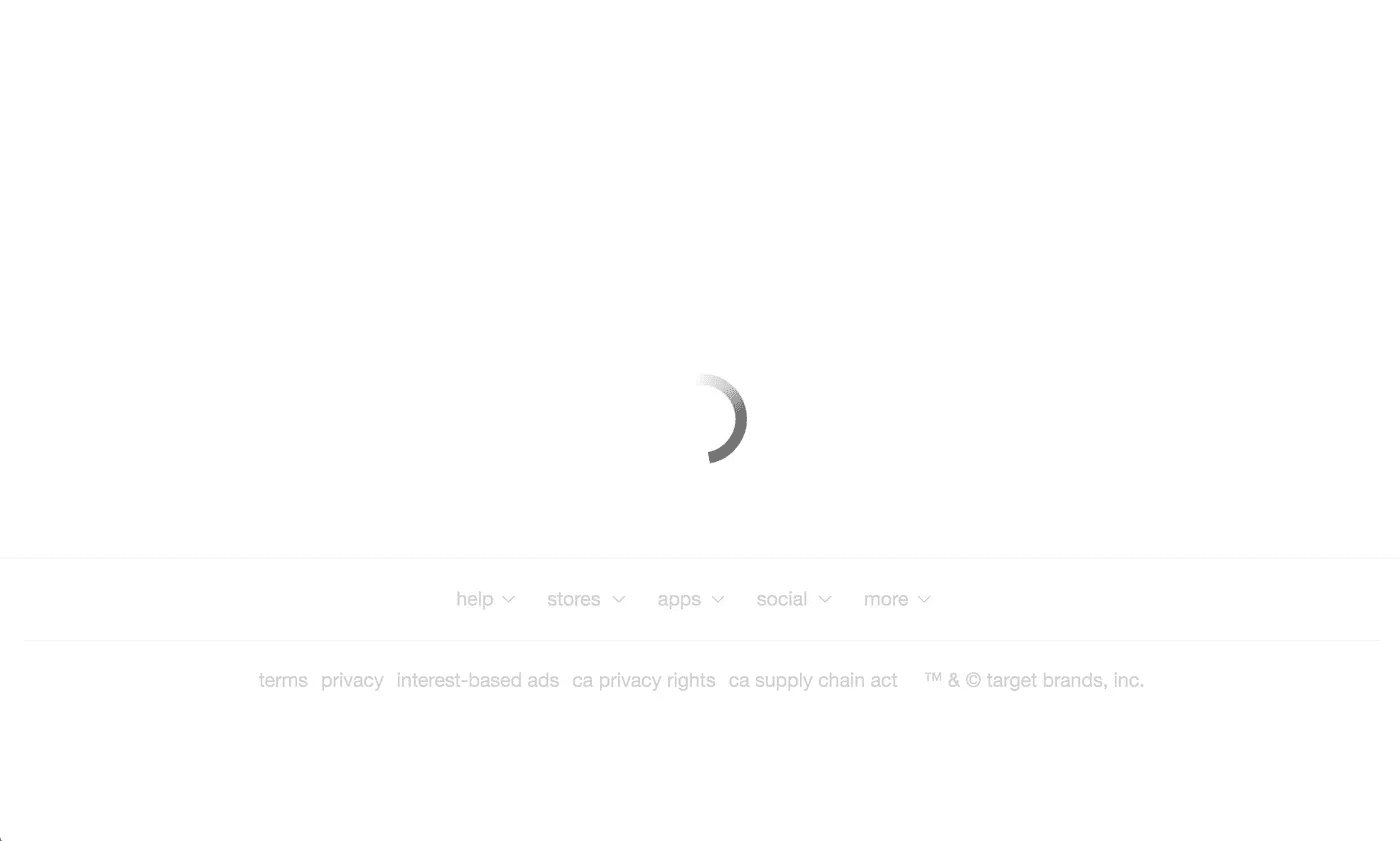 help stores apps social more
terms privacy interest-based ads ca privacy rights ca supply chain act ™ & © target brands, inc.